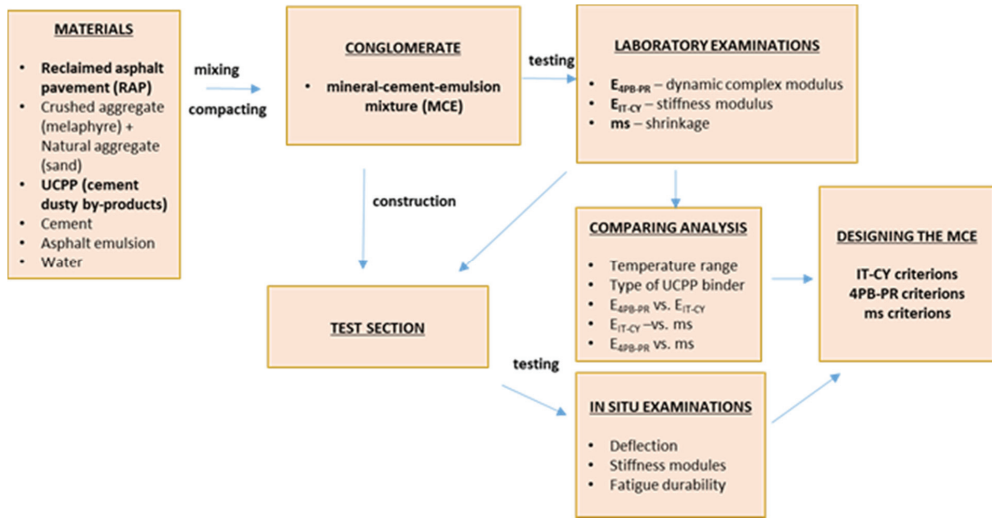 MATERIALS
• Reclaimed asphalt
pavement (RAP)
• Crushed aggregate
(melaphyre) +
Natural aggregate
(sand)
• UCPP (cement
dusty by-products)
• Cement
• Asphalt emulsion
• Water
mixing
compacting
CONGLOMERATE
• mineral-cement-emulsion
mixture (MCE)
testing
LABORATORY EXAMINATIONS
• E4PB-PR – dynamic complex modulus
• EIT-CY – stiffness modulus
• ms – shrinkage
construction
TEST SECTION
COMPARING ANALYSIS
• Temperature range
• Type of UCPP binder
• E4PB-PR vs. EIT-CY
• EIT-CY –vs. ms
• E4PB-PR vs. ms
DESIGNING THE MCE
IT-CY criterions
4PB-PR criterions
ms criterions
testing
IN SITU EXAMINATIONS
• Deflection
• Stiffness modules
• Fatigue durability